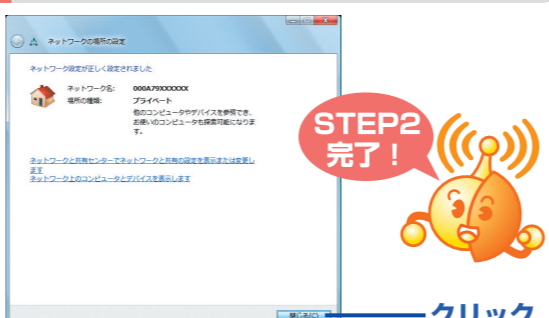 ネットワークの場所の設定
ネットワーク設定が正しく設定されました
ネットワーク名: 000A79XXXXXX
場所の種類: プライベート
他のコンピュータやデバイスを参照でき、
お使いのコンピュータも探索可能になりま
す。
ネットワークと共有センターでネットワークと共有の設定を表示または変更し
ます
ネットワーク上のコンピュータとデバイスを表示します
STEP2
完了！
閉じる(C)
クリック